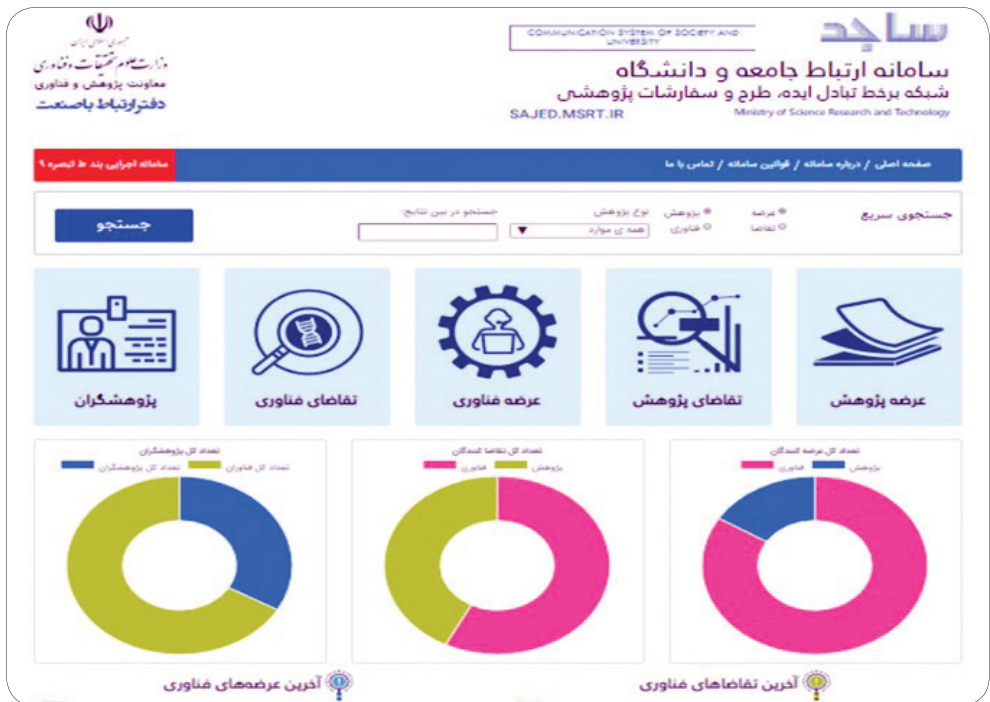 ساجد
COMMUNICATION SYSTEM OF SOCIETY AND
UNIVERSITY
سامانه ارتباط جامعه و دانشگاه
شبکه برخط تبادل ایده، طرح و سفارشات پژوهشی
Ministry of Science Research and Technology
SAJED.MSRT.IR
جمهوری اسلامی ایران
وزارت علوم تحقیقات و فناوری
معاونت پژوهش و فناوری
دفتر ارتباط با صنعت
صفحه اصلی / درباره سامانه / قوانین سامانه / تماس با ما
سامانه اجرایی بند ط تبصره ۹
جستجوی سریع
عرضه
تقاضا
پژوهش
فناوری
نوع پژوهش
همه ی موارد
جستجو در بین نتایج:
جستجو
عرضه پژوهش
تقاضای پژوهش
عرضه فناوری
تقاضای فناوری
پژوهشگران
تعداد کل عرضه کنندگان
پژوهش فناوری
تعداد کل تقاضا کنندگان
پژوهش فناوری
تعداد کل پژوهشگران
تعداد کل فناوران تعداد کل پژوهشگران
آخرین تقاضاهای فناوری
آخرین عرضه‌های فناوری